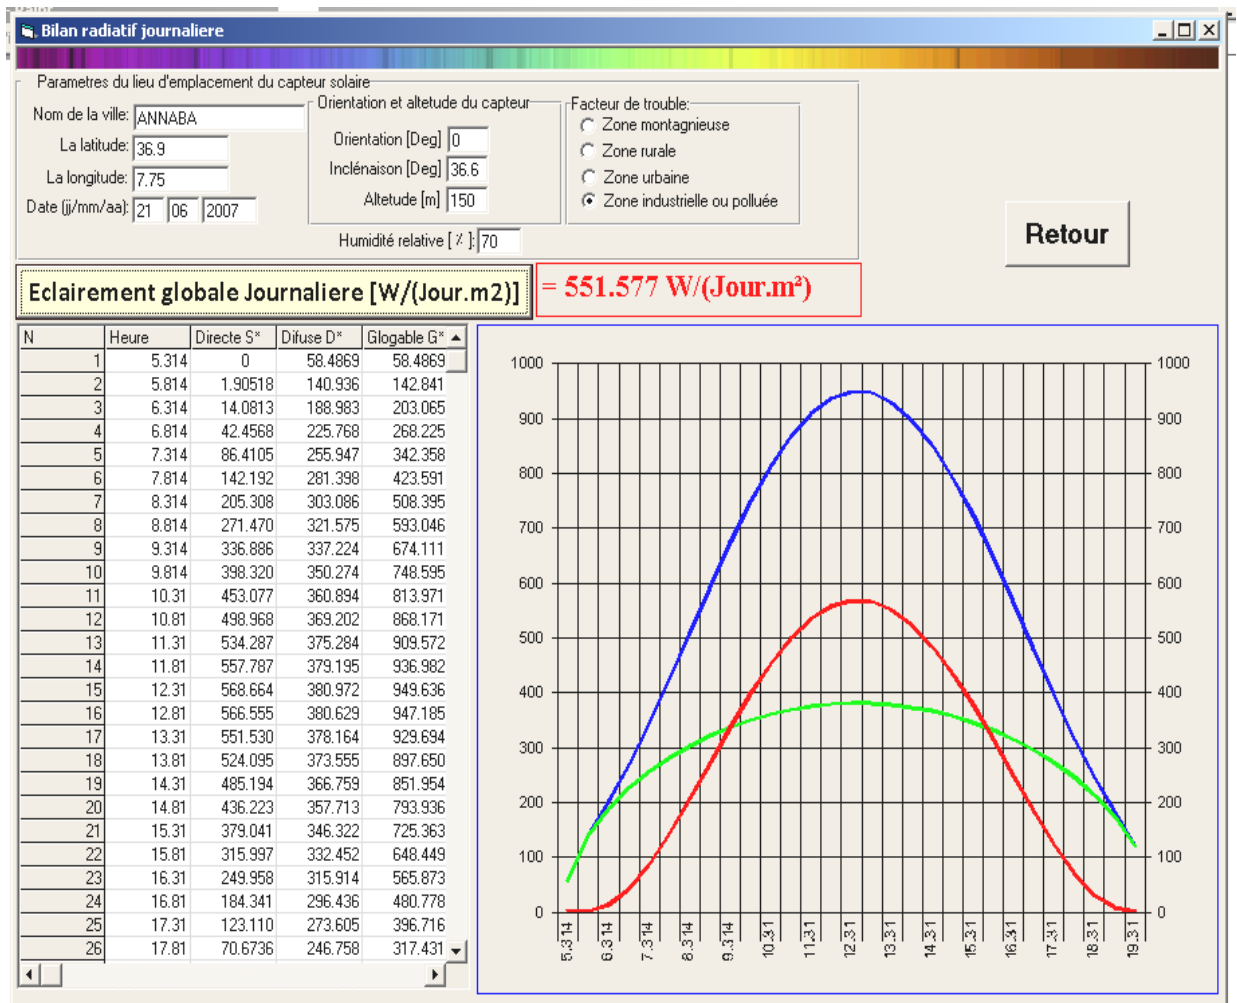 Bilan radiatif journaliere
Parametres du lieu d'emplacement du capteur solaire
Nom de la ville: ANNABA
La latitude: 36.9
La longitude: 7.75
Date (jj/mm/aa): 21 06 2007
Orientation et altetude du capteur
Orientation [Deg] 0
Inclénaison [Deg] 36.6
Altetude [m] 150
Facteur de trouble:
Zone montagnieuse
Zone rurale
Zone urbaine
Zone industrielle ou polluée
Humidité relative [ % ]: 70
Retour
Eclairement globale Journaliere [W/(Jour.m2)] = 551.577 W/(Jour.m²)
N Heure Directe S* Difuse D* Glogable G*
1 5.314 0 58.4869 58.4869
2 5.814 1.90518 140.936 142.841
3 6.314 14.0813 188.983 203.065
4 6.814 42.4568 225.768 268.225
5 7.314 86.4105 255.947 342.358
6 7.814 142.192 281.398 423.591
7 8.314 205.308 303.086 508.395
8 8.814 271.470 321.575 593.046
9 9.314 336.886 337.224 674.111
10 9.814 398.320 350.274 748.595
11 10.31 453.077 360.894 813.971
12 10.81 498.968 369.202 868.171
13 11.31 534.287 375.284 909.572
14 11.81 557.787 379.195 936.982
15 12.31 568.664 380.972 949.636
16 12.81 566.555 380.629 947.185
17 13.31 551.530 378.164 929.694
18 13.81 524.095 373.555 897.650
19 14.31 485.194 366.759 851.954
20 14.81 436.223 357.713 793.936
21 15.31 379.041 346.322 725.363
22 15.81 315.997 332.452 648.449
23 16.31 249.958 315.914 565.873
24 16.81 184.341 296.436 480.778
25 17.31 123.110 273.605 396.716
26 17.81 70.6736 246.758 317.431
1000 1000
900 900
800 800
700 700
600 600
500 500
400 400
300 300
200 200
100 100
0 0
5.314 6.314 7.314 8.314 9.314 10.31 11.31 12.31 13.31 14.31 15.31 16.31 17.31 18.31 19.31